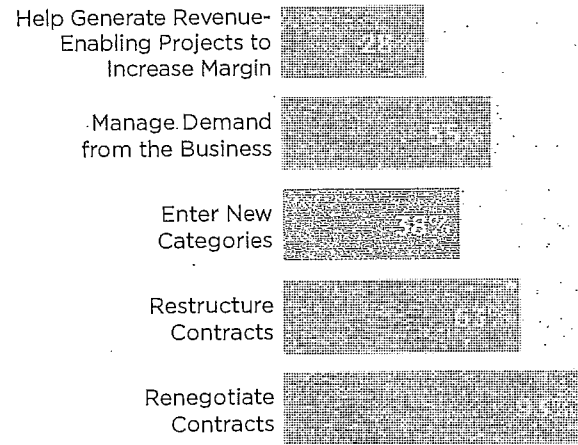 Help Generate Revenue-
Enabling Projects to
Increase Margin
Manage Demand
from the Business
55%
Enter New
Categories
38%
Restructure
Contracts
Renegotiate
Contracts